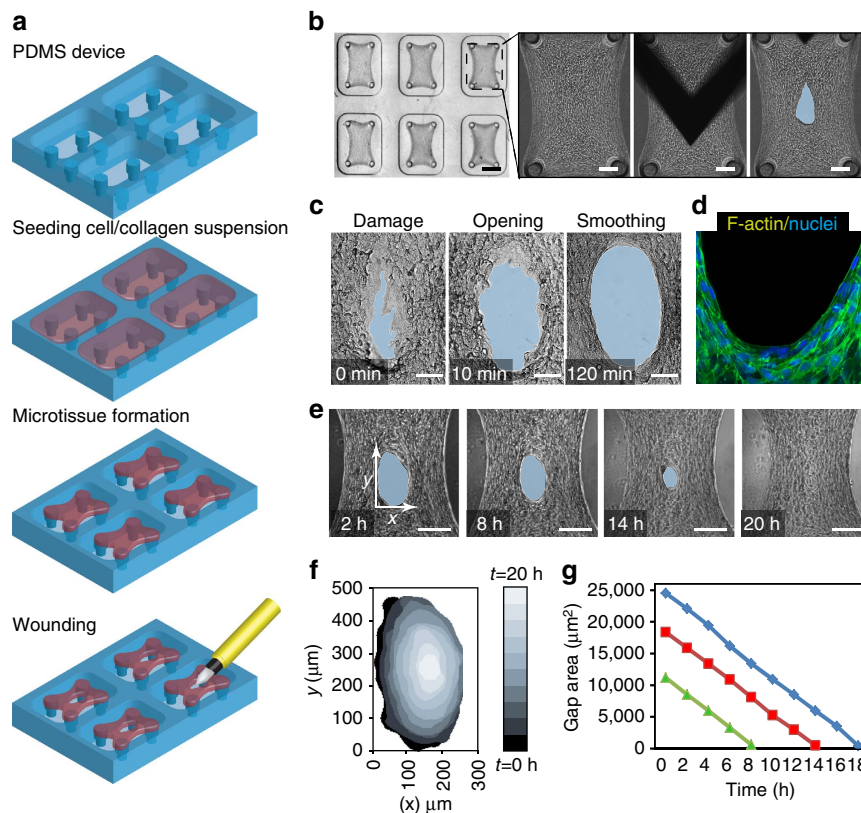 a
PDMS device
Seeding cell/collagen suspension
Microtissue formation
Wounding
b
c
Damage
Opening
Smoothing
0 min
10 min
120 min
d
F-actin/nuclei
e
y
x
2 h
8 h
14 h
20 h
f
500
400
300
200
100
0
y (μm)
0
100
200
300
(x) μm
t=20 h
t=0 h
g
25,000
20,000
15,000
10,000
5,000
0
Gap area (μm²)
0 2 4 6 8 10 12 14 16 18
Time (h)